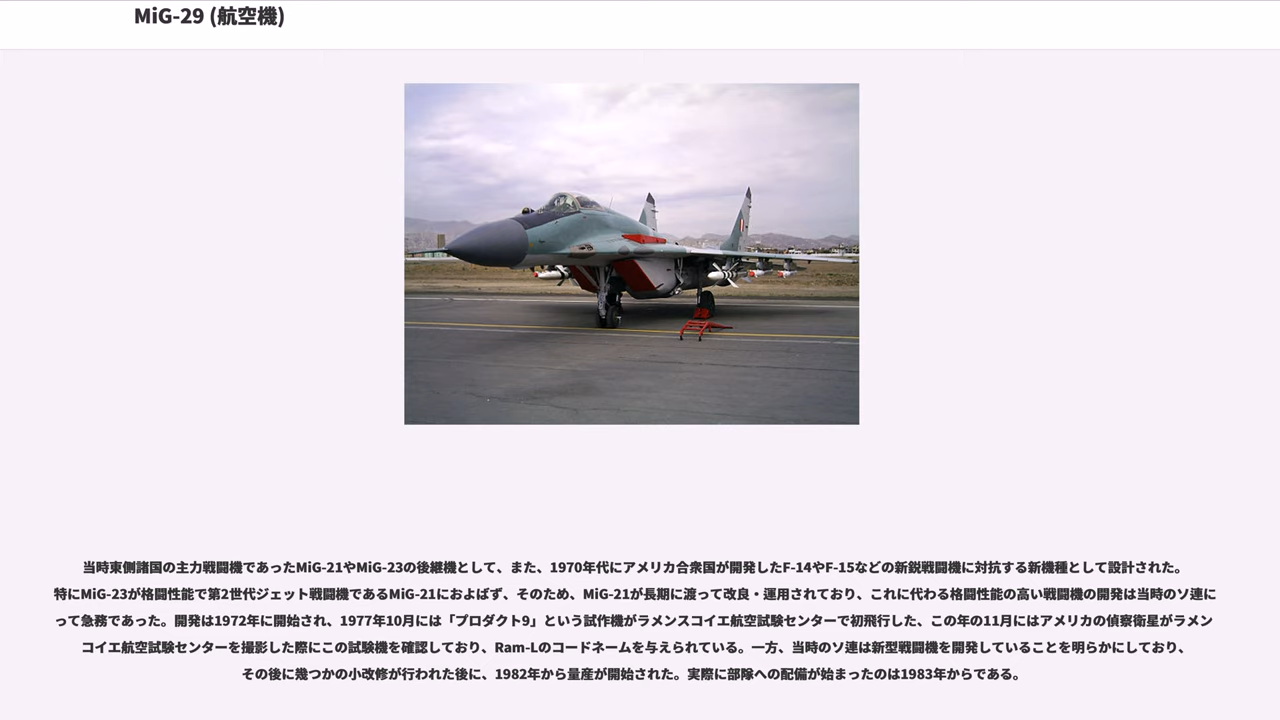 MiG-29 (航空機)
当時東側諸国の主力戦闘機であったMiG-21やMiG-23の後継機として、また、1970年代にアメリカ合衆国が開発したF-14やF-15などの新鋭戦闘機に対抗する新機種として設計された。
特にMiG-23が格闘性能で第2世代ジェット戦闘機であるMiG-21におよばず、そのため、MiG-21が長期に渡って改良・運用されており、これに代わる格闘性能の高い戦闘機の開発は当時のソ連に
って急務であった。開発は1972年に開始され、1977年10月には「プロダクト9」という試作機がラメンスコイエ航空試験センターで初飛行した、この年の11月にはアメリカの偵察衛星がラメン
コイエ航空試験センターを撮影した際にこの試験機を確認しており、Ram-Lのコードネームを与えられている。一方、当時のソ連は新型戦闘機を開発していることを明らかにしており、
その後に幾つかの小改修が行われた後に、1982年から量産が開始された。実際に部隊への配備が始まったのは1983年からである。